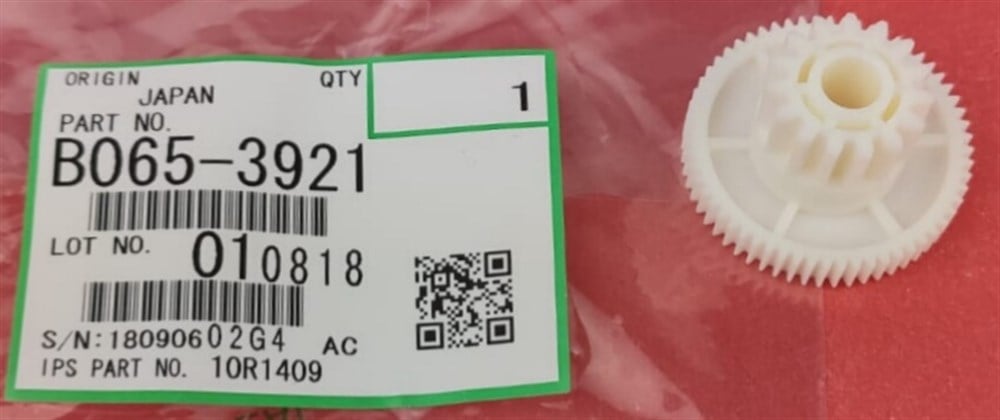 ORIGIN QTY
JAPAN 1
PART NO.
B065-3921
LOT NO. 010818
S/N:18090602G4 AC
IPS PART NO. 10R1409